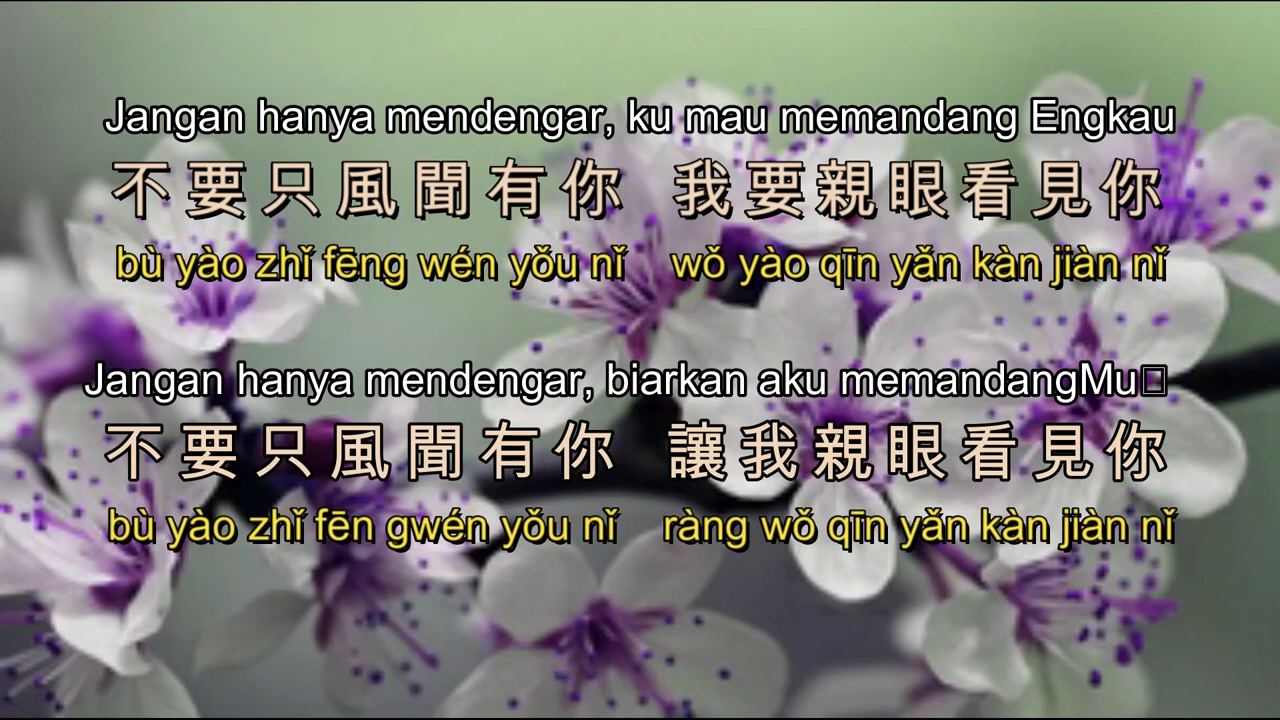 Jangan hanya mendengar, ku mau memandang Engkau
不要只風聞有你 我要親眼看見你
bù yào zhǐ fēng wén yǒu nǐ wǒ yào qīn yǎn kàn jiàn nǐ
Jangan hanya mendengar, biarkan aku memandangMu
不要只風聞有你 讓我親眼看見你
bù yào zhǐ fēn gwén yǒu nǐ ràng wǒ qīn yǎn kàn jiàn nǐ